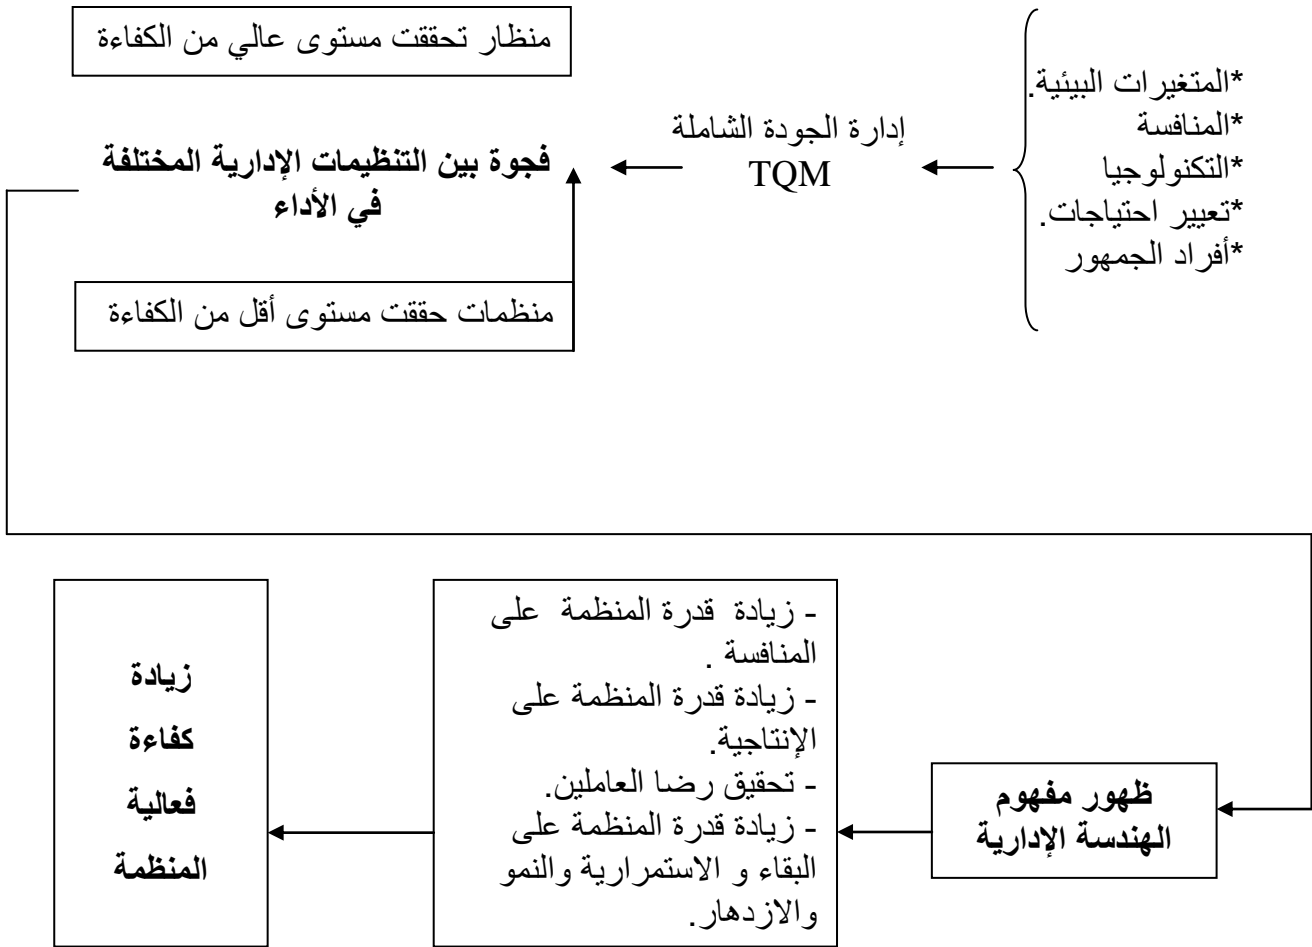 *المتغيرات البيئية.
*المنافسة
*التكنولوجيا
*تعيير احتياجات.
*أفراد الجمهور
إدارة الجودة الشاملة
TQM
منظار تحققت مستوى عالي من الكفاءة
فجوة بين التنظيمات الإدارية المختلفة
في الأداء
منظمات حققت مستوى أقل من الكفاءة
ظهور مفهوم
الهندسة الإدارية
- زيادة قدرة المنظمة على
المنافسة .
- زيادة قدرة المنظمة على
الإنتاجية.
- تحقيق رضا العاملين.
- زيادة قدرة المنظمة على
البقاء و الاستمرارية والنمو
والازدهار.
زيادة
كفاءة
فعالية
المنظمة